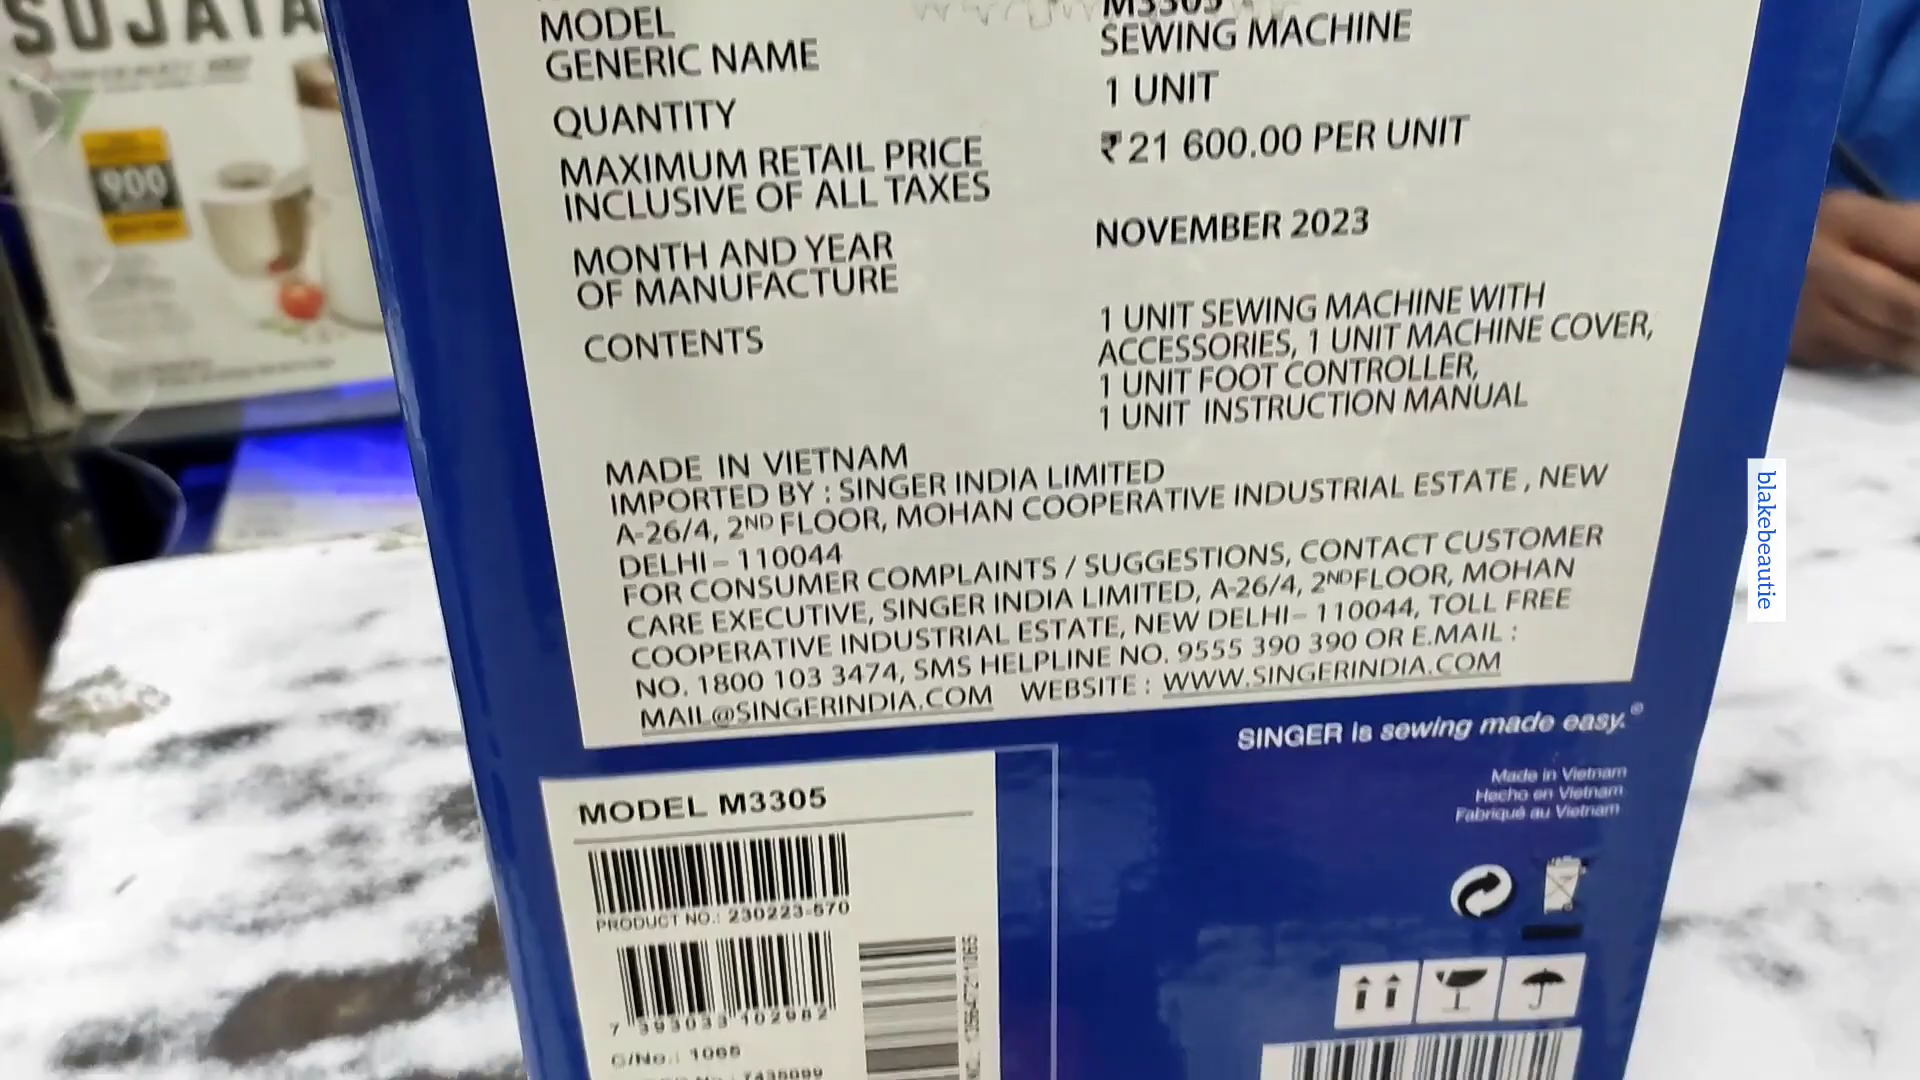 SUJATA
900
MODEL
M3305
GENERIC NAME
SEWING MACHINE
QUANTITY
1 UNIT
MAXIMUM RETAIL PRICE
INCLUSIVE OF ALL TAXES
₹21 600.00 PER UNIT
MONTH AND YEAR
OF MANUFACTURE
NOVEMBER 2023
CONTENTS
1 UNIT SEWING MACHINE WITH
ACCESSORIES, 1 UNIT MACHINE COVER,
1 UNIT FOOT CONTROLLER,
1 UNIT INSTRUCTION MANUAL
MADE IN VIETNAM
IMPORTED BY : SINGER INDIA LIMITED
A-26/4, 2ND FLOOR, MOHAN COOPERATIVE INDUSTRIAL ESTATE , NEW
DELHI – 110044
FOR CONSUMER COMPLAINTS / SUGGESTIONS, CONTACT CUSTOMER
CARE EXECUTIVE, SINGER INDIA LIMITED, A-26/4, 2ND FLOOR, MOHAN
COOPERATIVE INDUSTRIAL ESTATE, NEW DELHI– 110044, TOLL FREE
NO. 1800 103 3474, SMS HELPLINE NO. 9555 390 390 OR E.MAIL :
MAIL@SINGERINDIA.COM WEBSITE : WWW.SINGERINDIA.COM
SINGER is sewing made easy.®
Made in Vietnam
Hecho en Vietnam
Fabriqué au Vietnam
MODEL M3305
PRODUCT NO.: 230223-570
7 393033 102982
C/No.: 1065
7438099
blakebeautie